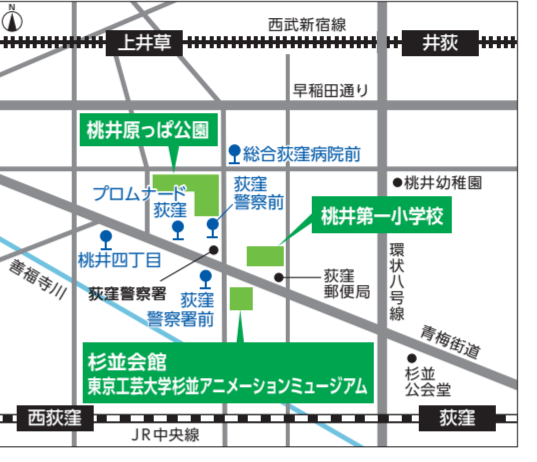 N
西武新宿線
上井草
井荻
早稲田通り
桃井原っぱ公園
総合荻窪病院前
プロムナード
荻窪
荻窪
警察前
桃井幼稚園
桃井第一小学校
桃井四丁目
環状八号線
善福寺川
荻窪警察署
荻窪
警察署前
荻窪
郵便局
青梅街道
杉並会館
東京工芸大学杉並アニメーションミュージアム
杉並
公会堂
西荻窪
荻窪
JR中央線